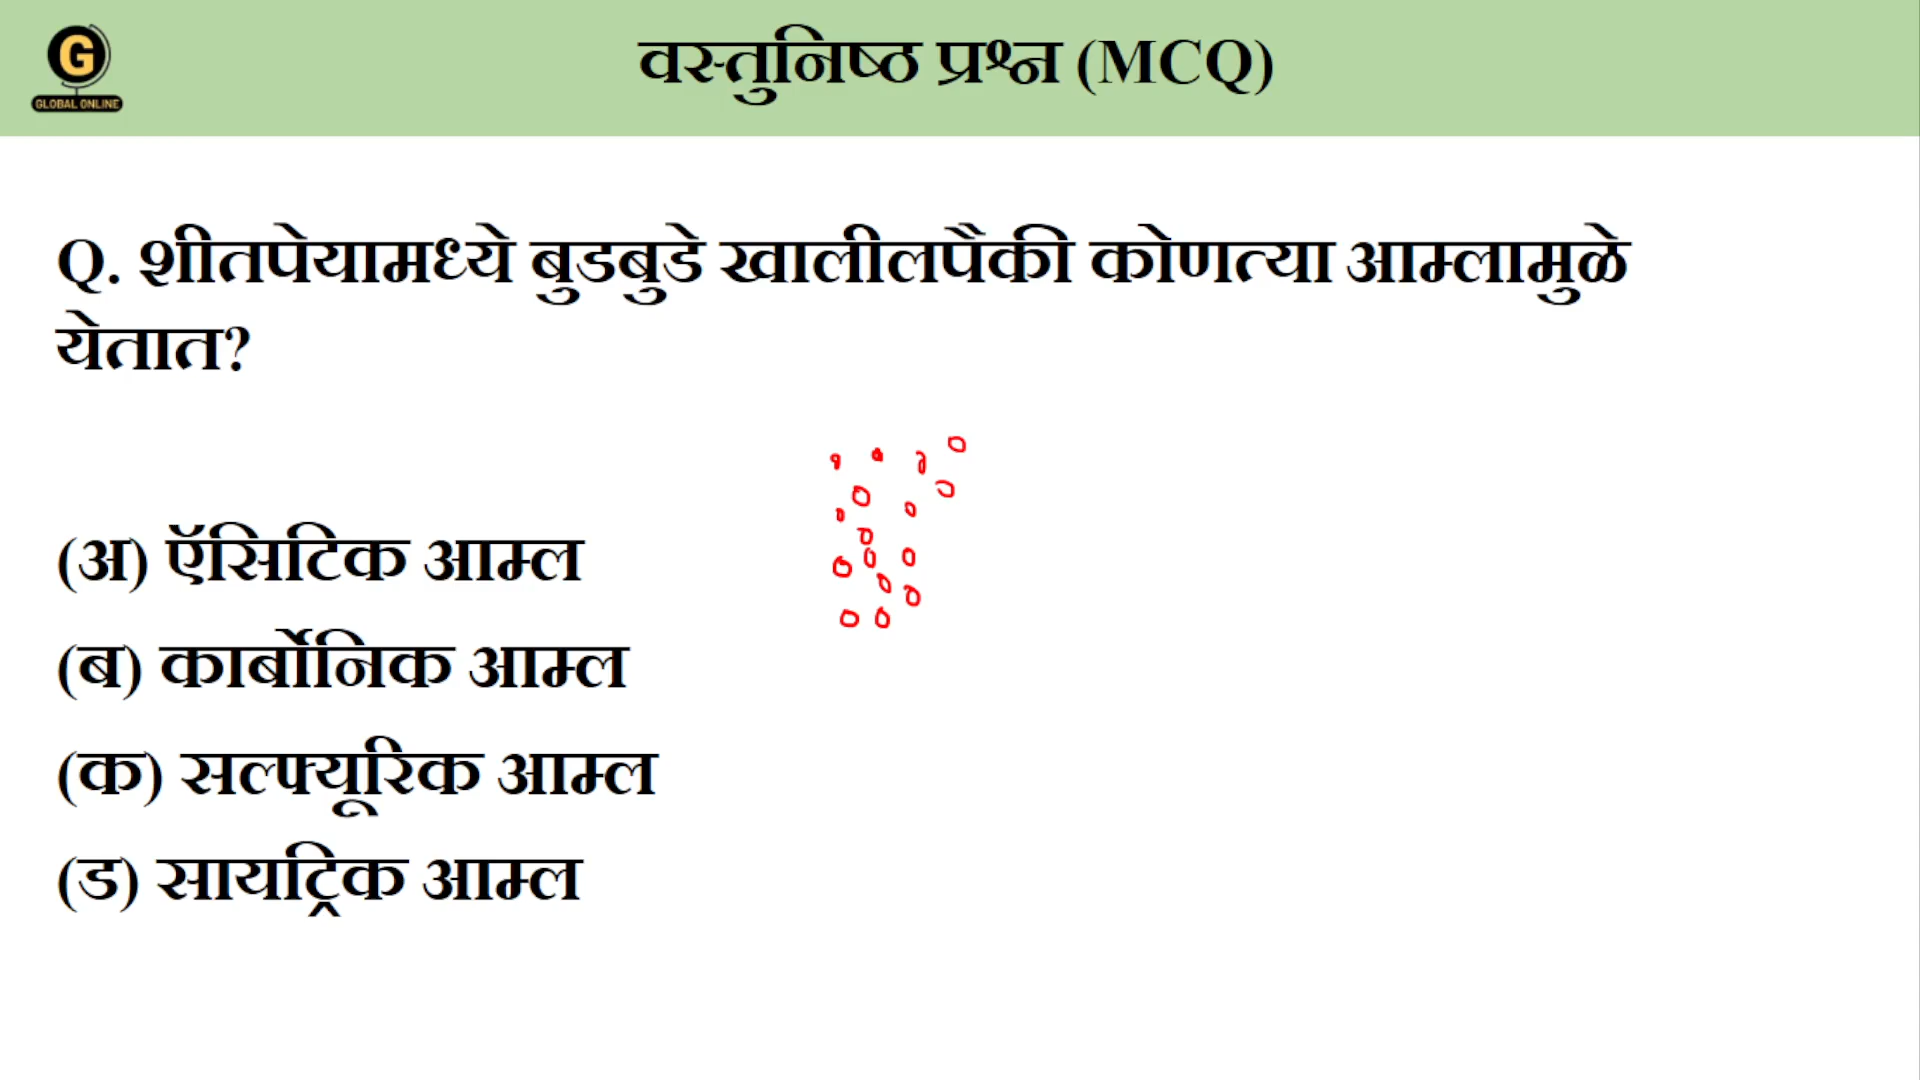 G
GLOBAL ONLINE
वस्तुनिष्ठ प्रश्न (MCQ)
Q. शीतपेयामध्ये बुडबुडे खालीलपैकी कोणत्या आम्लामुळे
येतात?
(अ) ऍसिटिक आम्ल
(ब) कार्बोनिक आम्ल
(क) सल्फ्यूरिक आम्ल
(ड) सायट्रिक आम्ल